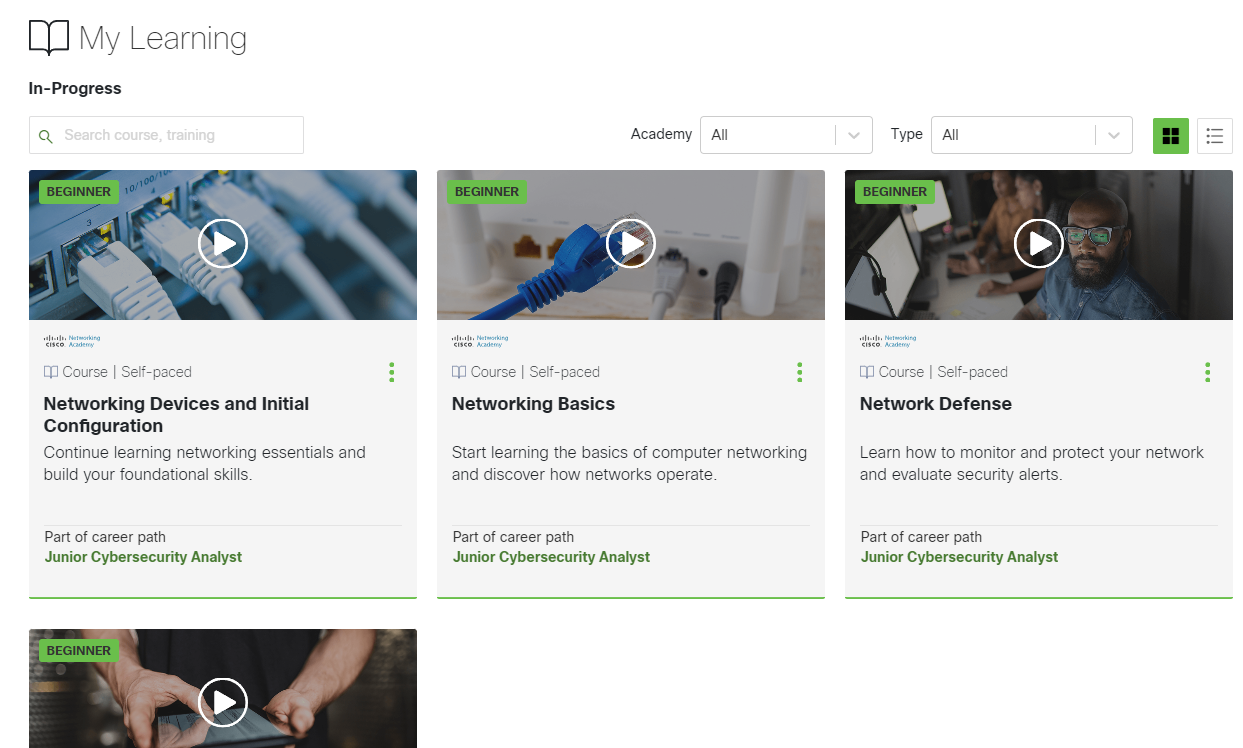 My Learning
In-Progress
Search course, training
Academy
All
Type
All
BEGINNER
10/100/100
3
CISCO Networking Academy
Course | Self-paced
Networking Devices and Initial
Configuration
Continue learning networking essentials and
build your foundational skills.
Part of career path
Junior Cybersecurity Analyst
BEGINNER
CISCO Networking Academy
Course | Self-paced
Networking Basics
Start learning the basics of computer networking
and discover how networks operate.
Part of career path
Junior Cybersecurity Analyst
BEGINNER
CISCO Networking Academy
Course | Self-paced
Network Defense
Learn how to monitor and protect your network
and evaluate security alerts.
Part of career path
Junior Cybersecurity Analyst
BEGINNER